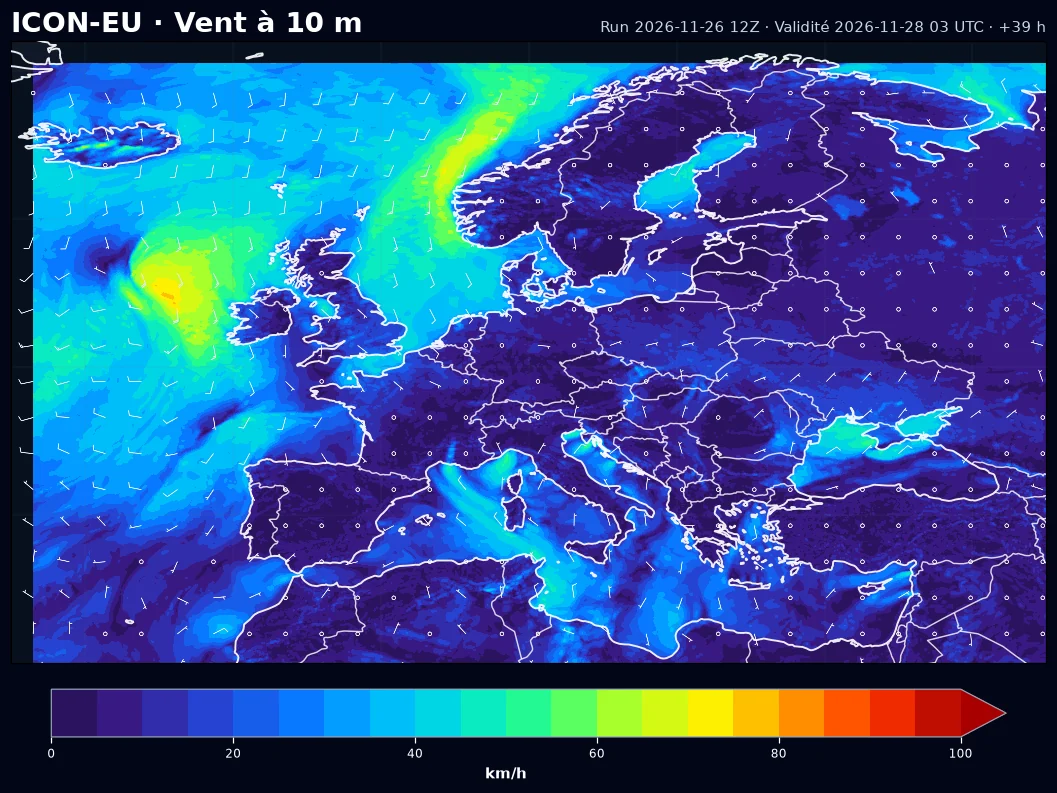 ICON-EU · Vent à 10 m
Run 2026-11-26 12Z · Validité 2026-11-28 03 UTC · +39 h
0 20 40 60 80 100
km/h